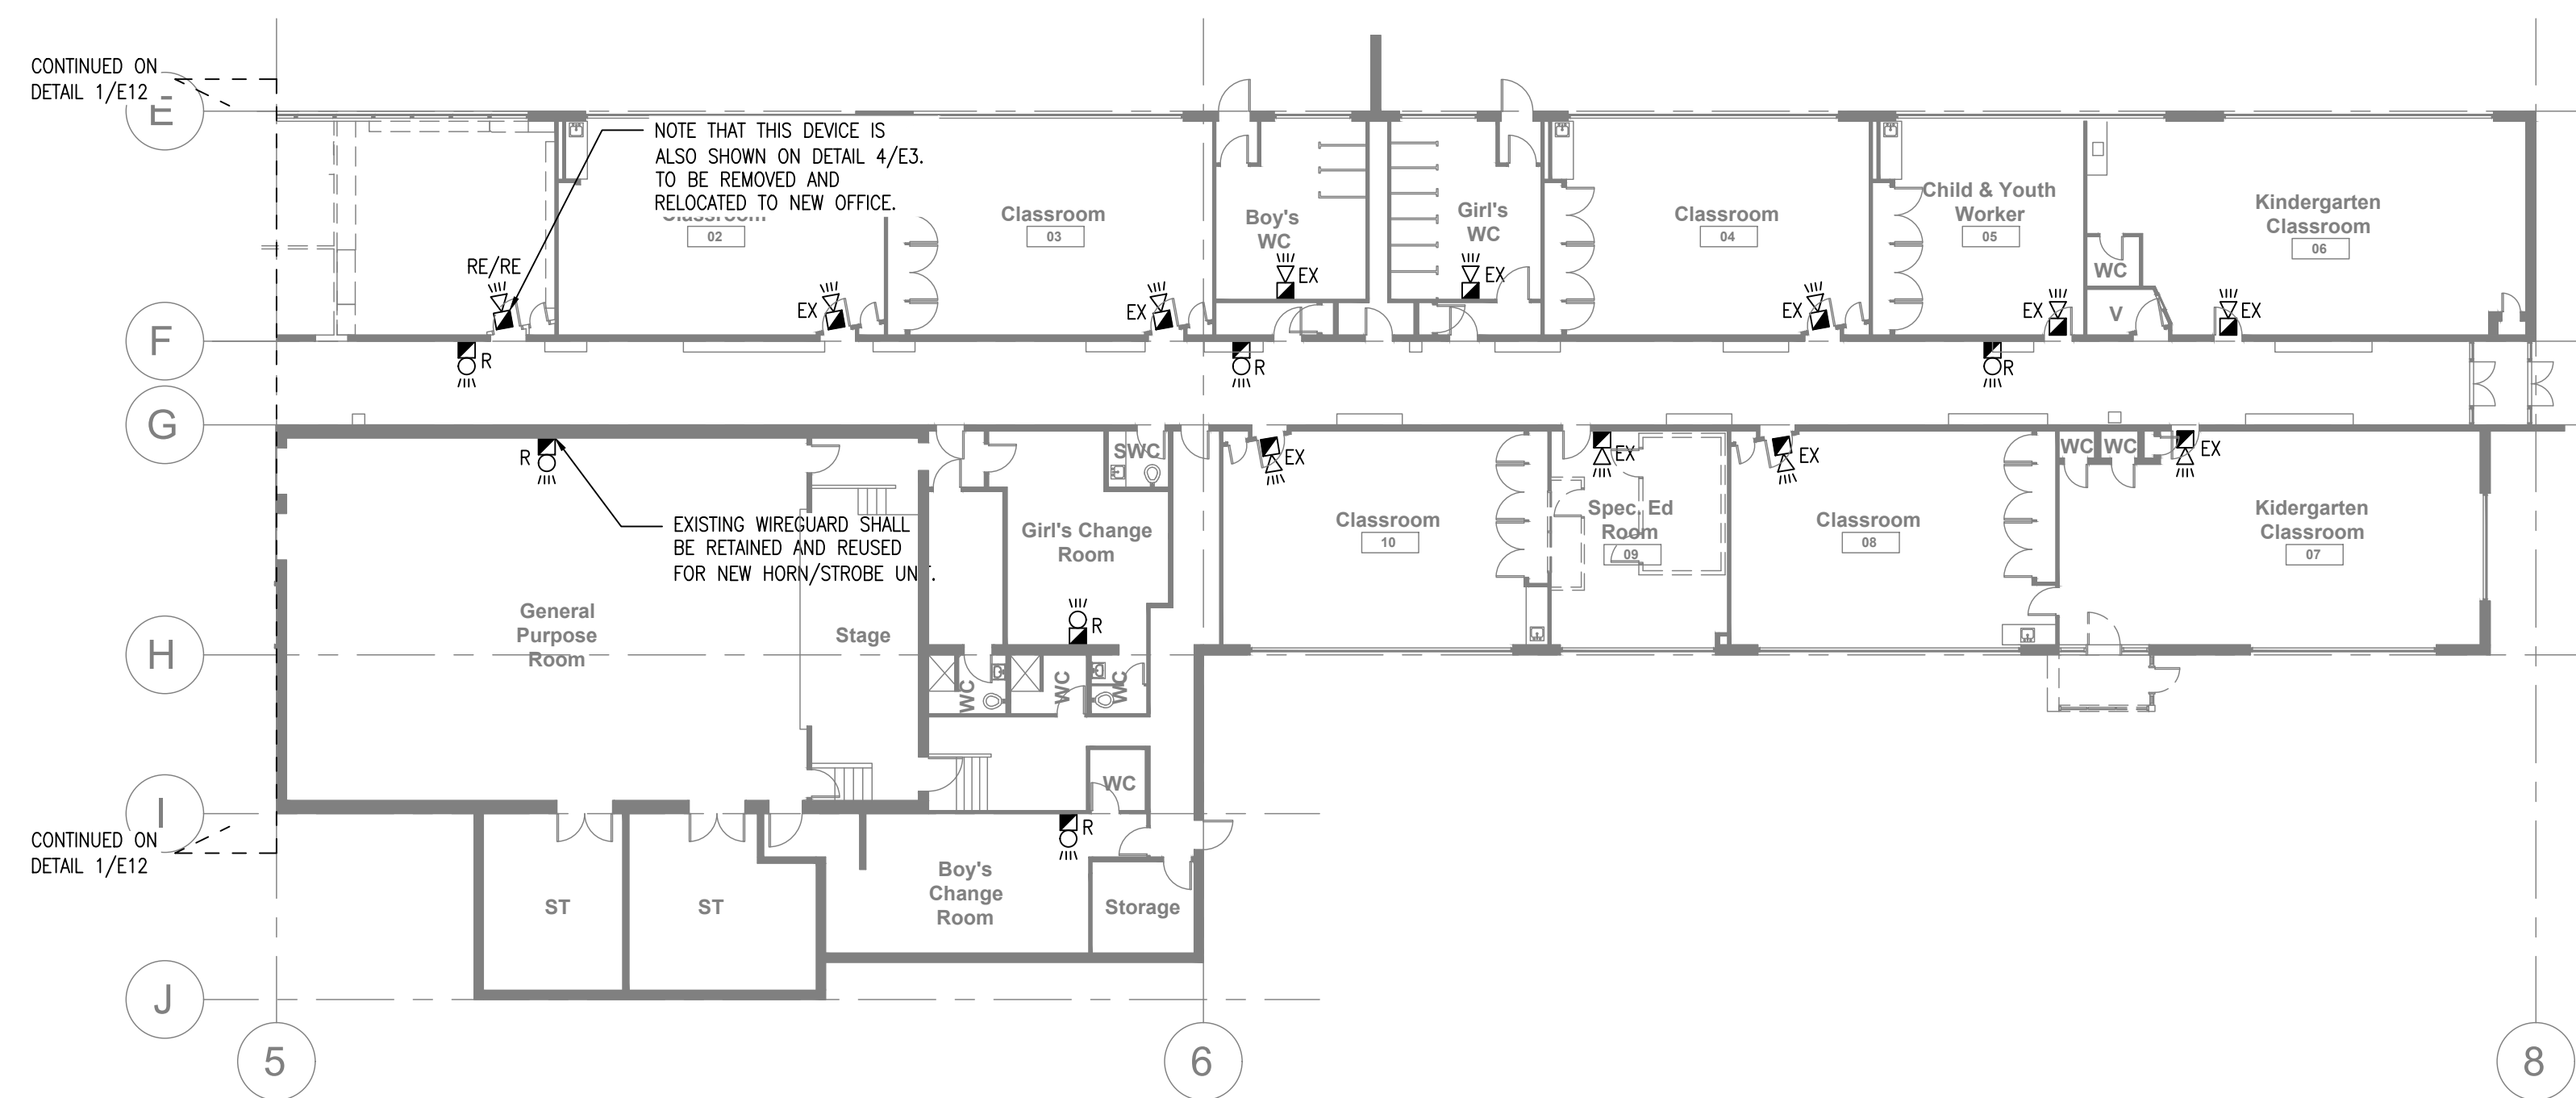 CONTINUED ON
DETAIL 1/E12
E
NOTE THAT THIS DEVICE IS
ALSO SHOWN ON DETAIL 4/E3.
TO BE REMOVED AND
RELOCATED TO NEW OFFICE.
Classroom
02
Classroom
03
Boy's
WC
Girl's
WC
Classroom
04
Child & Youth
Worker
05
Kindergarten
Classroom
06
WC
V
RE/RE
EX
EX
EX
EX
EX
EX
EX
F
R
R
R
G
R
EX
EX
EX
EX
SWC
WC
WC
EXISTING WIREGUARD SHALL
BE RETAINED AND REUSED
FOR NEW HORN/STROBE UNIT.
Girl's Change
Room
R
Classroom
10
Spec. Ed
Room
09
Classroom
08
Kidergarten
Classroom
07
General
Purpose
Room
Stage
H
WC
WC
WC
WC
I
CONTINUED ON
DETAIL 1/E12
R
Boy's
Change
Room
ST
ST
Storage
J
5
6
8